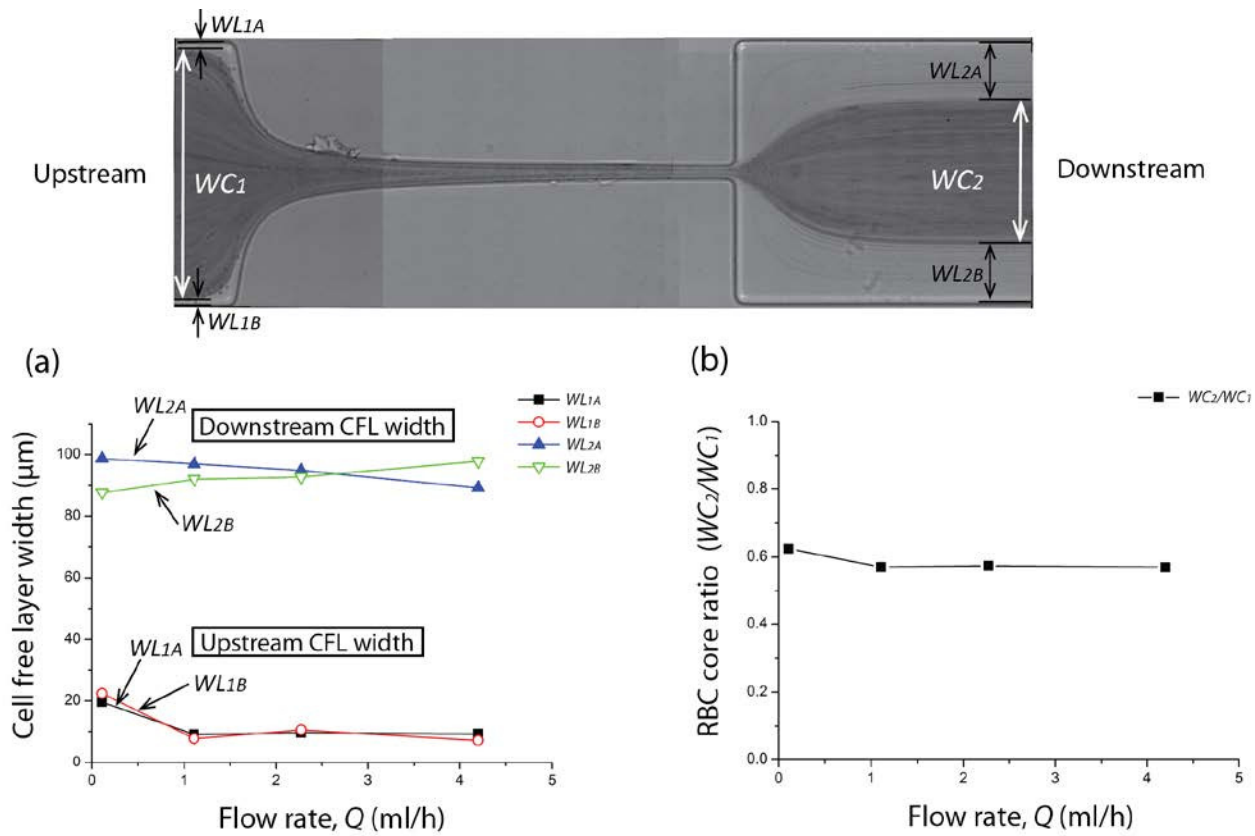 WL1A
WL2A
Upstream
WC1
WC2
Downstream
WL2B
WL1B
(a)
(b)
WL2A
Downstream CFL width
WL2B
WL1A
Upstream CFL width
WL1B
WL1A
WL1B
WL2A
WL2B
Cell free layer width (µm)
0
20
40
60
80
100
0 1 2 3 4 5
Flow rate, Q (ml/h)
WC2/WC1
RBC core ratio (WC2/WC1)
1.0
0.8
0.6
0.4
0.2
0.0
0 1 2 3 4 5
Flow rate, Q (ml/h)